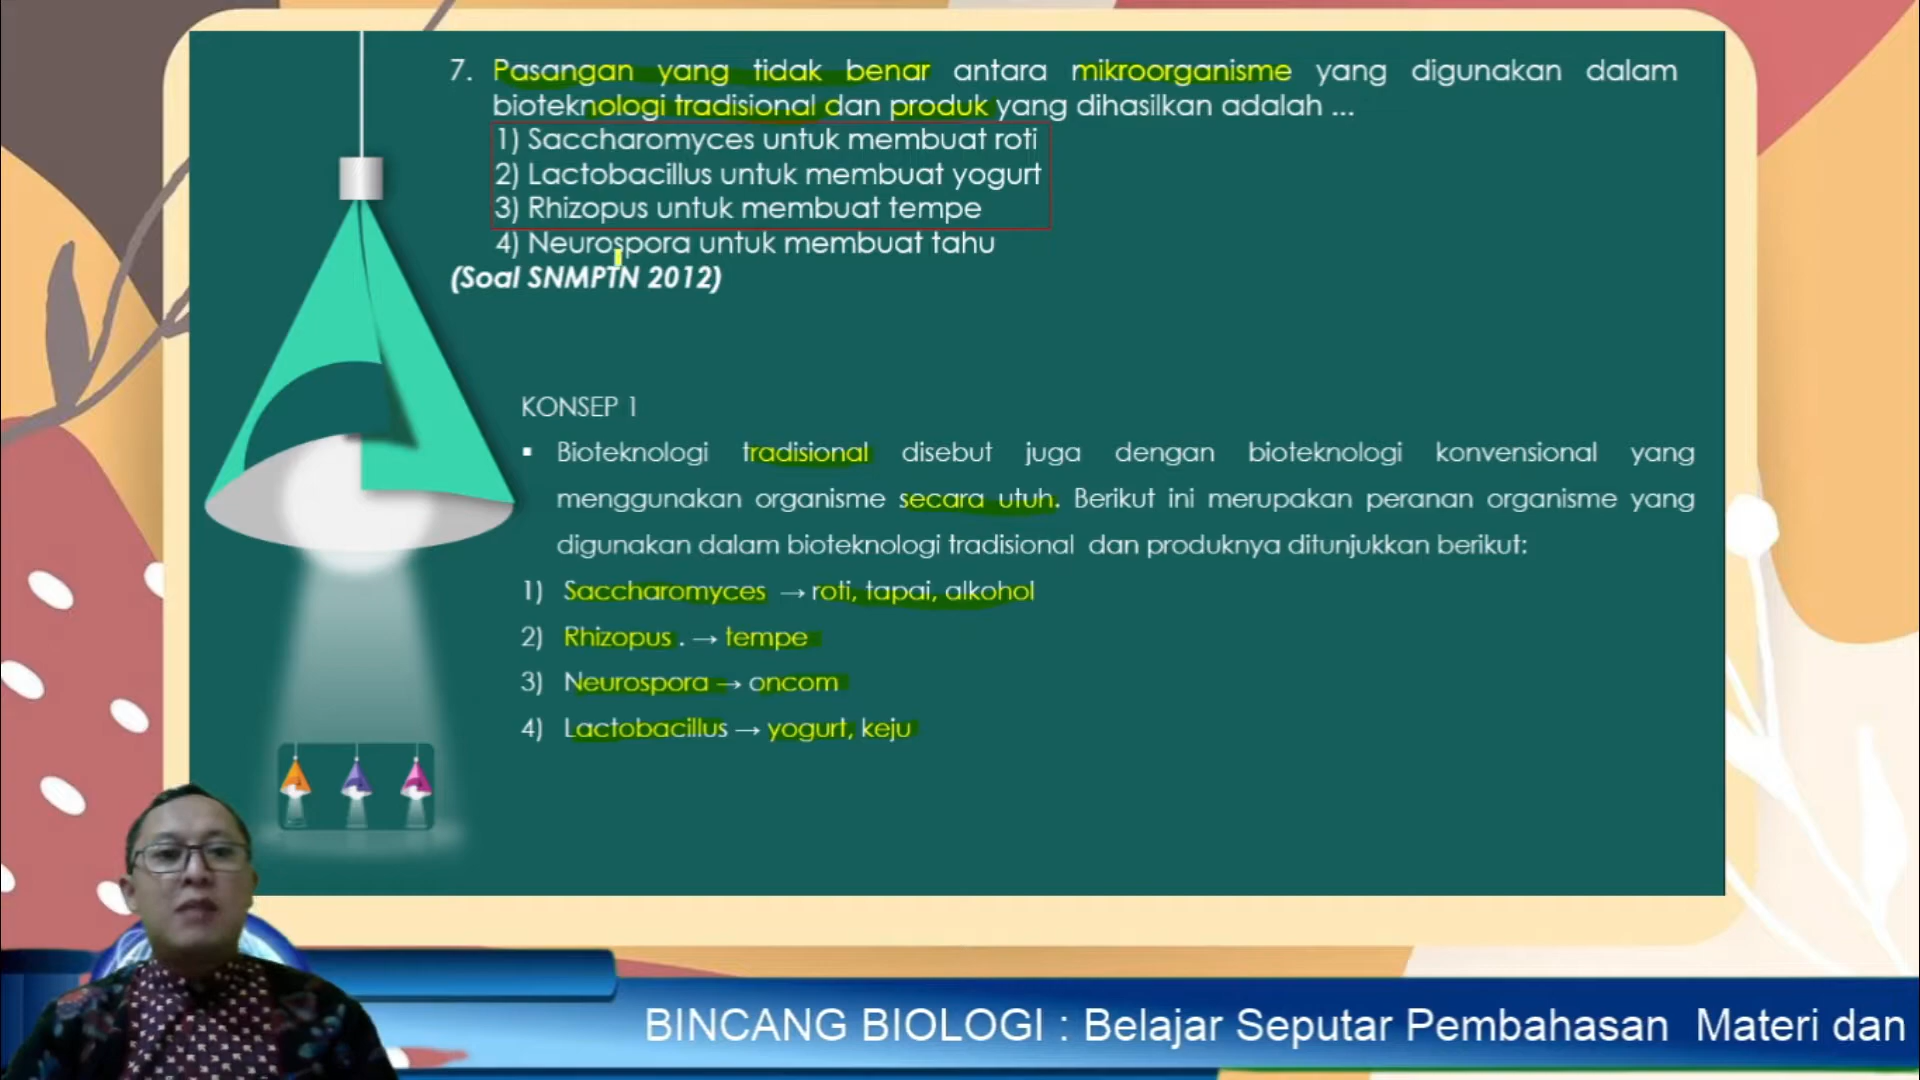 7. Pasangan yang tidak benar antara mikroorganisme yang digunakan dalam
bioteknologi tradisional dan produk yang dihasilkan adalah ...
1) Saccharomyces untuk membuat roti
2) Lactobacillus untuk membuat yogurt
3) Rhizopus untuk membuat tempe
4) Neurospora untuk membuat tahu
(Soal SNMPTN 2012)
KONSEP 1
▪ Bioteknologi tradisional disebut juga dengan bioteknologi konvensional yang
menggunakan organisme secara utuh. Berikut ini merupakan peranan organisme yang
digunakan dalam bioteknologi tradisional dan produknya ditunjukkan berikut:
1) Saccharomyces → roti, tapai, alkohol
2) Rhizopus . → tempe
3) Neurospora → oncom
4) Lactobacillus → yogurt, keju
BINCANG BIOLOGI : Belajar Seputar Pembahasan Materi dan